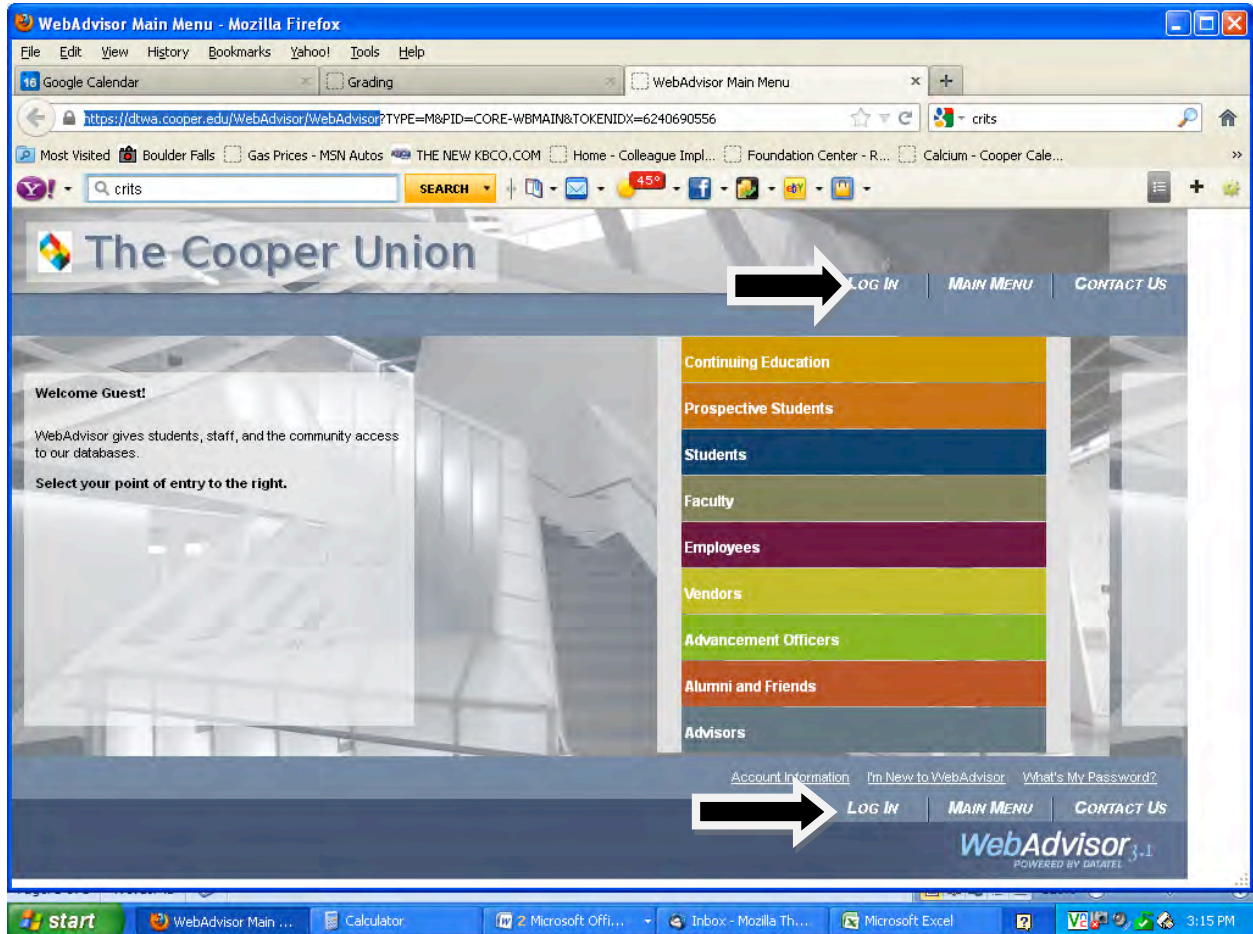 WebAdvisor Main Menu - Mozilla Firefox
File Edit View History Bookmarks Yahoo! Tools Help
16 Google Calendar Grading WebAdvisor Main Menu
https://dtwa.cooper.edu/WebAdvisor/WebAdvisor?TYPE=M&PID=CORE-WBMAIN&TOKENIDX=6240690556 crits
Most Visited Boulder Falls Gas Prices - MSN Autos THE NEW KBCO.COM Home - Colleague Impl... Foundation Center - R... Calcium - Cooper Cale... »
Y! crits SEARCH 45° ebY
The Cooper Union
LOG IN MAIN MENU CONTACT US
Welcome Guest!
WebAdvisor gives students, staff, and the community access
to our databases.
Select your point of entry to the right.
Continuing Education
Prospective Students
Students
Faculty
Employees
Vendors
Advancement Officers
Alumni and Friends
Advisors
Account Information I'm New to WebAdvisor What's My Password?
LOG IN MAIN MENU CONTACT US
WebAdvisor 3.1
POWERED BY DATATEL
start WebAdvisor Main ... Calculator 2 Microsoft Offi... Inbox - Mozilla Th... Microsoft Excel 3:15 PM